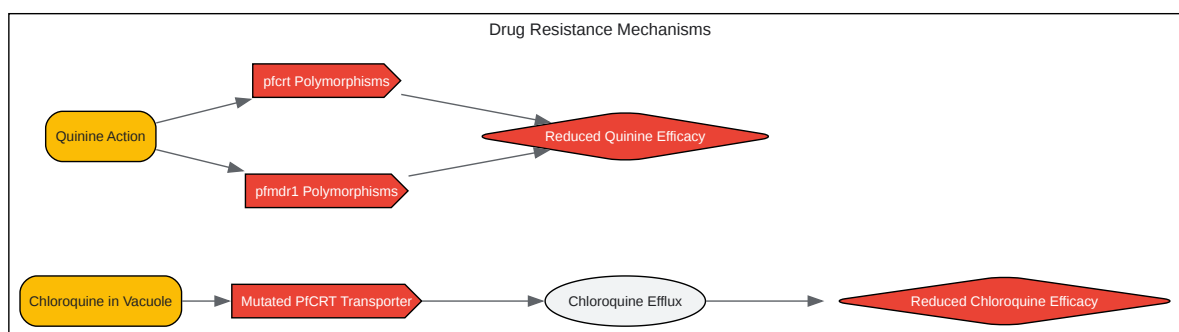 Drug Resistance Mechanisms
pfcrt Polymorphisms
Quinine Action
Reduced Quinine Efficacy
pfmdr1 Polymorphisms
Chloroquine in Vacuole
Mutated PfCRT Transporter
Chloroquine Efflux
Reduced Chloroquine Efficacy